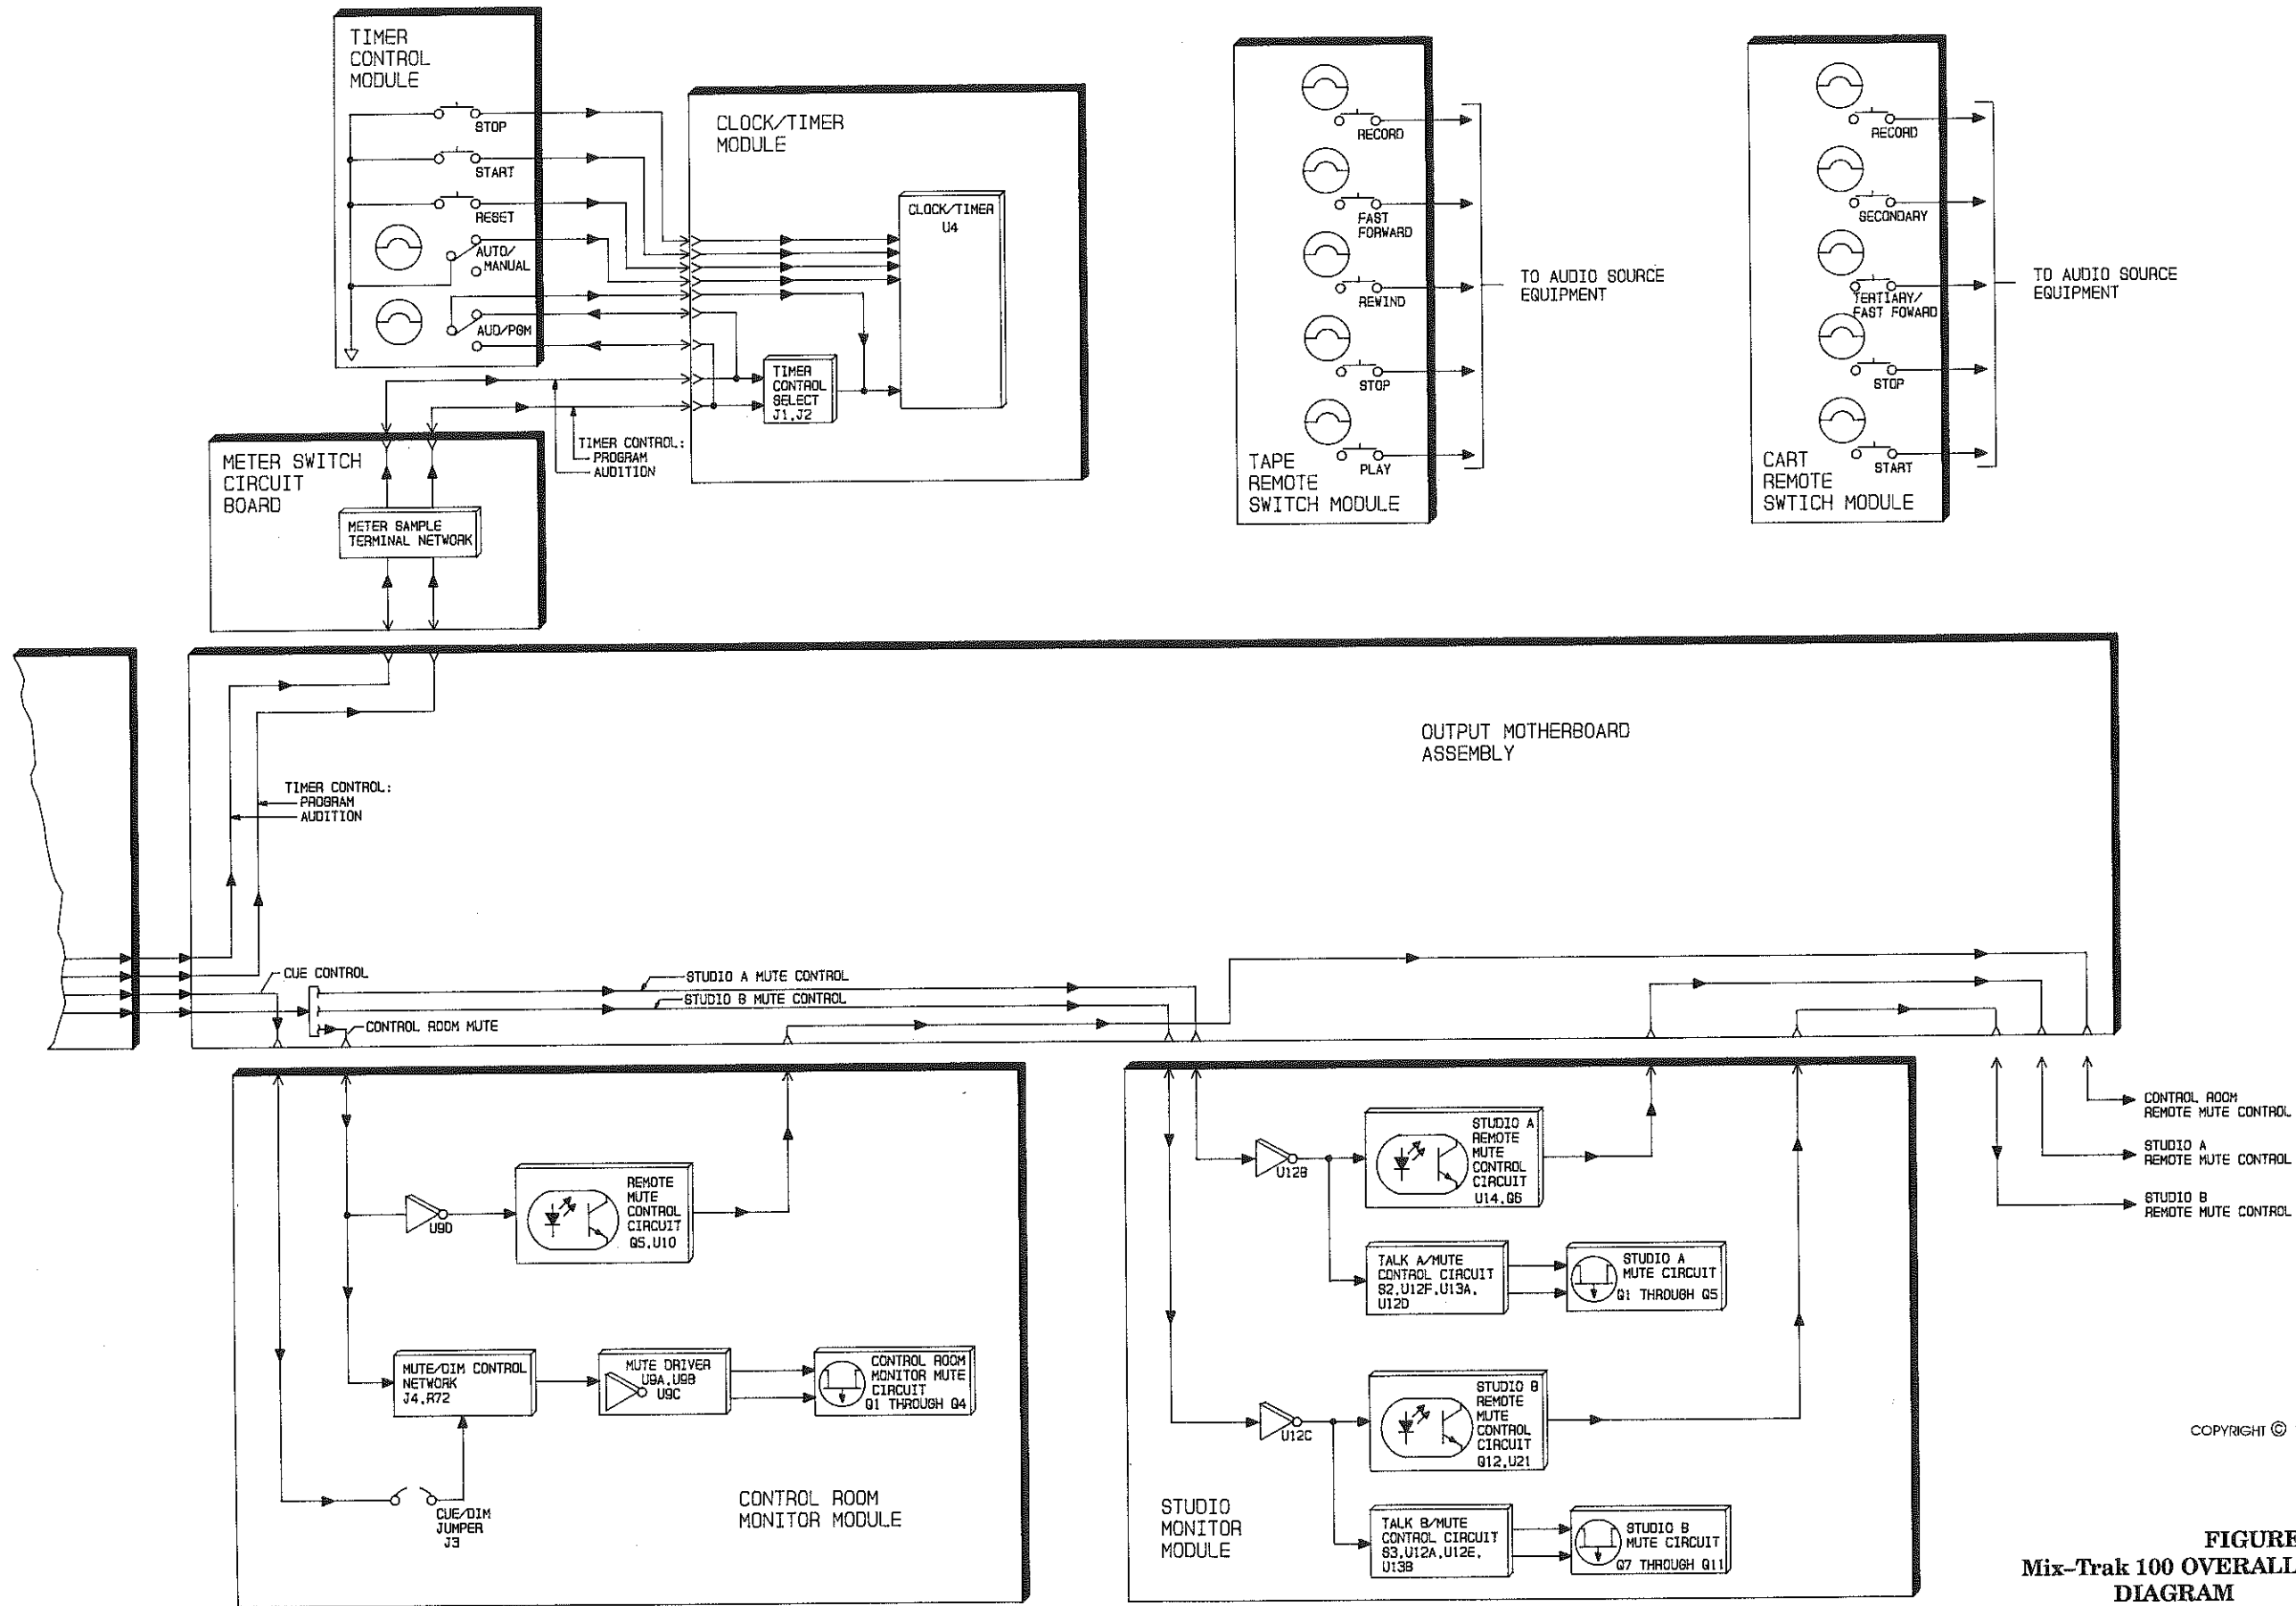 TIMER
CONTROL
MODULE
STOP
START
RESET
AUTO/
MANUAL
AUD/PGM
CLOCK/TIMER
MODULE
CLOCK/TIMER
U4
TIMER
CONTROL
SELECT
J1,J2
TIMER CONTROL:
PROGRAM
AUDITION
METER SWITCH
CIRCUIT
BOARD
METER SAMPLE
TERMINAL NETWORK
RECORD
FAST
FORWARD
REWIND
STOP
PLAY
TAPE
REMOTE
SWITCH MODULE
TO AUDIO SOURCE
EQUIPMENT
RECORD
SECONDARY
TERTIARY/
FAST FOWARD
STOP
START
CART
REMOTE
SWTICH MODULE
TO AUDIO SOURCE
EQUIPMENT
OUTPUT MOTHERBOARD
ASSEMBLY
TIMER CONTROL:
PROGRAM
AUDITION
CUE CONTROL
STUDIO A MUTE CONTROL
STUDIO B MUTE CONTROL
CONTROL ROOM MUTE
U9D
REMOTE
MUTE
CONTROL
CIRCUIT
Q5,U10
MUTE/DIM CONTROL
NETWORK
J4,R72
MUTE DRIVER
U9A,U9B
U9C
CONTROL ROOM
MONITOR MUTE
CIRCUIT
Q1 THROUGH Q4
CUE/DIM
JUMPER
J3
CONTROL ROOM
MONITOR MODULE
U12B
STUDIO A
REMOTE
MUTE
CONTROL
CIRCUIT
U14,Q6
TALK A/MUTE
CONTROL CIRCUIT
S2,U12F,U13A,
U12D
STUDIO A
MUTE CIRCUIT
Q1 THROUGH Q5
U12C
STUDIO B
REMOTE
MUTE
CONTROL
CIRCUIT
Q12,U21
TALK B/MUTE
CONTROL CIRCUIT
S3,U12A,U12E,
U13B
STUDIO B
MUTE CIRCUIT
Q7 THROUGH Q11
STUDIO
MONITOR
MODULE
CONTROL ROOM
REMOTE MUTE CONTROL
STUDIO A
REMOTE MUTE CONTROL
STUDIO B
REMOTE MUTE CONTROL
COPYRIGHT ©
FIGURE
Mix-Trak 100 OVERALL
DIAGRAM